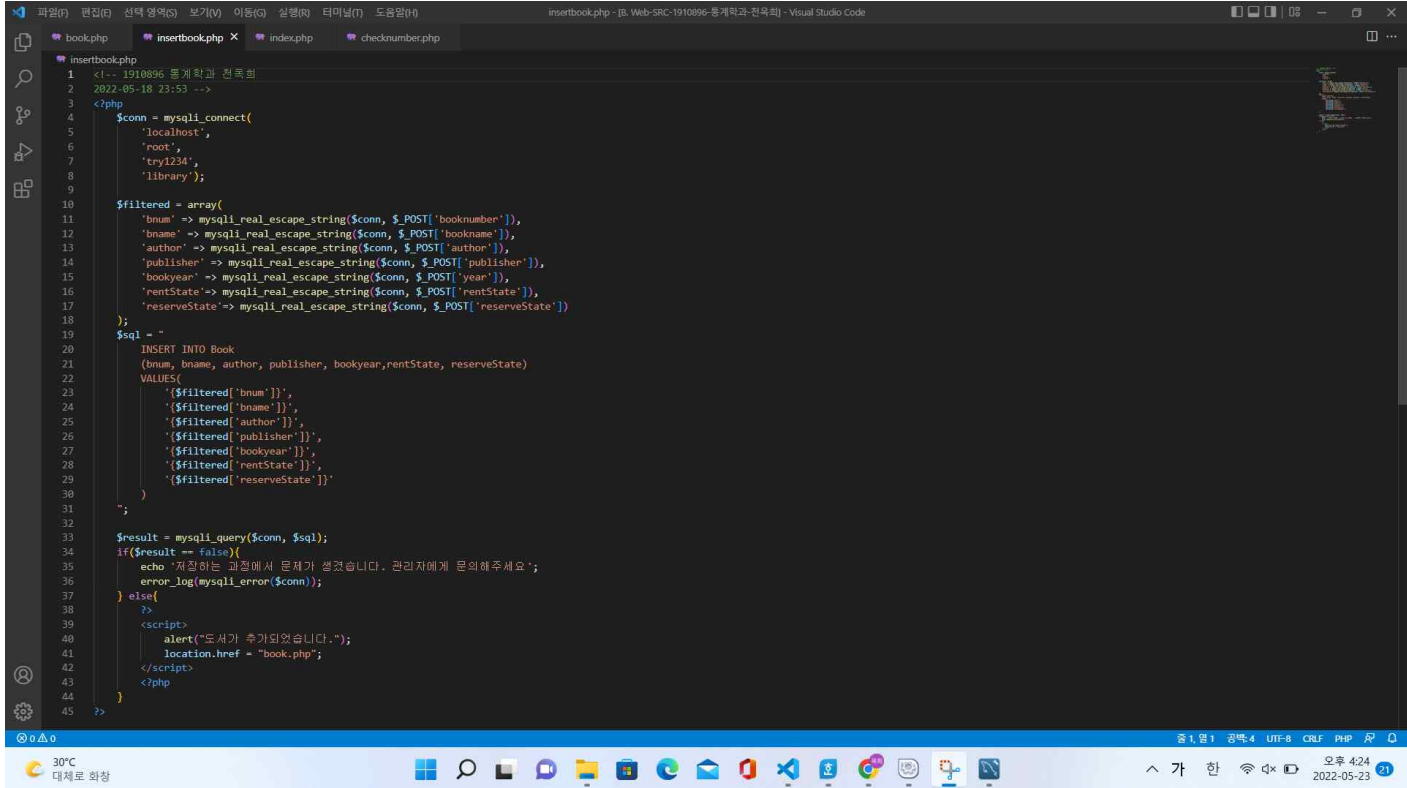 파일(F) 편집(E) 선택 영역(S) 보기(V) 이동(G) 실행(R) 터미널(T) 도움말(H) insertbook.php - [B. Web-SRC-1910896-통계학과-전옥희] - Visual Studio Code
book.php insertbook.php index.php checknumber.php
insertbook.php
1 <!-- 1910896 통계학과 전옥희
2 2022-05-18 23:53 -->
3 <?php
4 $conn = mysqli_connect(
5 'localhost',
6 'root',
7 'try1234',
8 'library');
9
10 $filtered = array(
11 'bnum' => mysqli_real_escape_string($conn, $_POST['booknumber']),
12 'bname' => mysqli_real_escape_string($conn, $_POST['bookname']),
13 'author' => mysqli_real_escape_string($conn, $_POST['author']),
14 'publisher' => mysqli_real_escape_string($conn, $_POST['publisher']),
15 'bookyear' => mysqli_real_escape_string($conn, $_POST['year']),
16 'rentState'=> mysqli_real_escape_string($conn, $_POST['rentState']),
17 'reserveState'=> mysqli_real_escape_string($conn, $_POST['reserveState'])
18 );
19 $sql = "
20 INSERT INTO Book
21 (bnum, bname, author, publisher, bookyear,rentState, reserveState)
22 VALUES(
23 '{$filtered['bnum']}',
24 '{$filtered['bname']}',
25 '{$filtered['author']}',
26 '{$filtered['publisher']}',
27 '{$filtered['bookyear']}',
28 '{$filtered['rentState']}',
29 '{$filtered['reserveState']}'
30 )
31 ";
32
33 $result = mysqli_query($conn, $sql);
34 if($result == false){
35 echo '저장하는 과정에서 문제가 생겼습니다. 관리자에게 문의해주세요';
36 error_log(mysqli_error($conn));
37 } else{
38 ?>
39 <script>
40 alert("도서가 추가되었습니다.");
41 location.href = "book.php";
42 </script>
43 <?php
44 }
45 ?>
0 0 줄 1, 열 1 공백: 4 UTF-8 CRLF PHP
30°C
대체로 화창
가 한
오후 4:24
2022-05-23
21